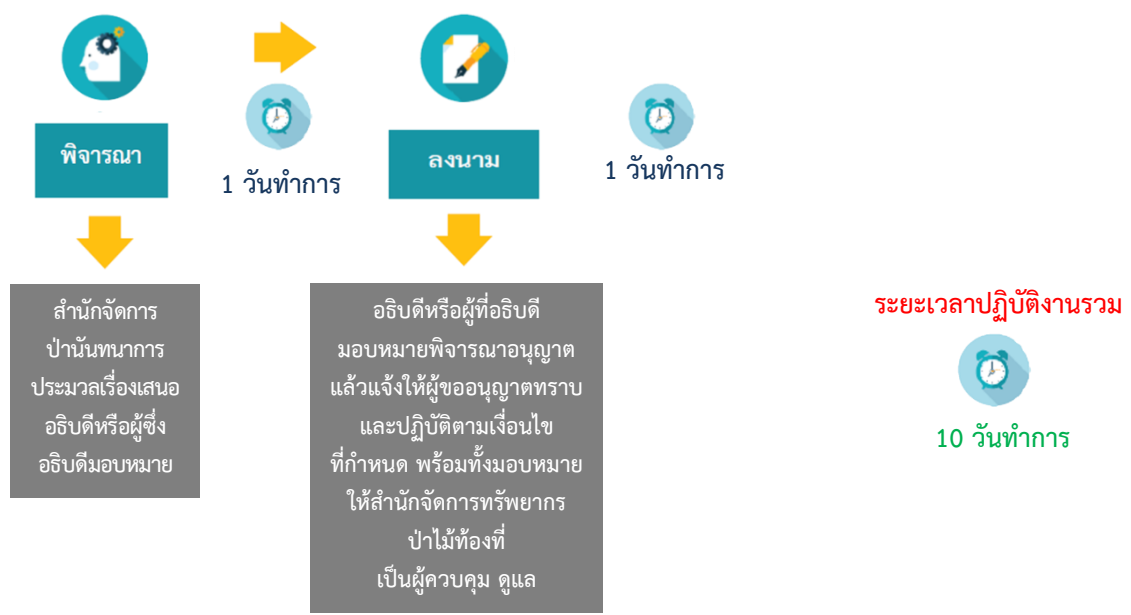 พิจารณา
1 วันทำการ
ลงนาม
1 วันทำการ
สำนักจัดการ
ป่านันทนาการ
ประมวลเรื่องเสนอ
อธิบดีหรือผู้ซึ่ง
อธิบดีมอบหมาย
อธิบดีหรือผู้ที่อธิบดี
มอบหมายพิจารณาอนุญาต
แล้วแจ้งให้ผู้ขออนุญาตทราบ
และปฏิบัติตามเงื่อนไข
ที่กำหนด พร้อมทั้งมอบหมาย
ให้สำนักจัดการทรัพยากร
ป่าไม้ท้องที่
เป็นผู้ควบคุม ดูแล
ระยะเวลาปฏิบัติงานรวม
10 วันทำการ